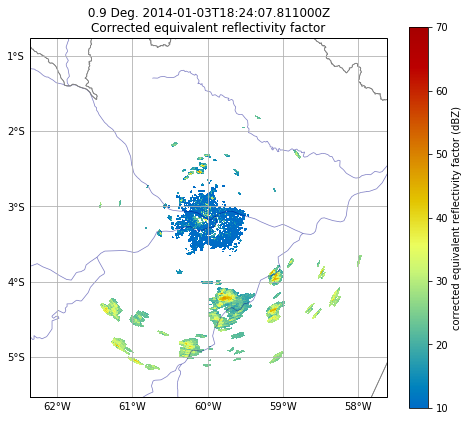 0.9 Deg. 2014-01-03T18:24:07.811000Z
Corrected equivalent reflectivity factor
1°S
2°S
3°S
4°S
5°S
62°W 61°W 60°W 59°W 58°W
70
60
50
40
30
20
10
corrected equivalent reflectivity factor (dBZ)